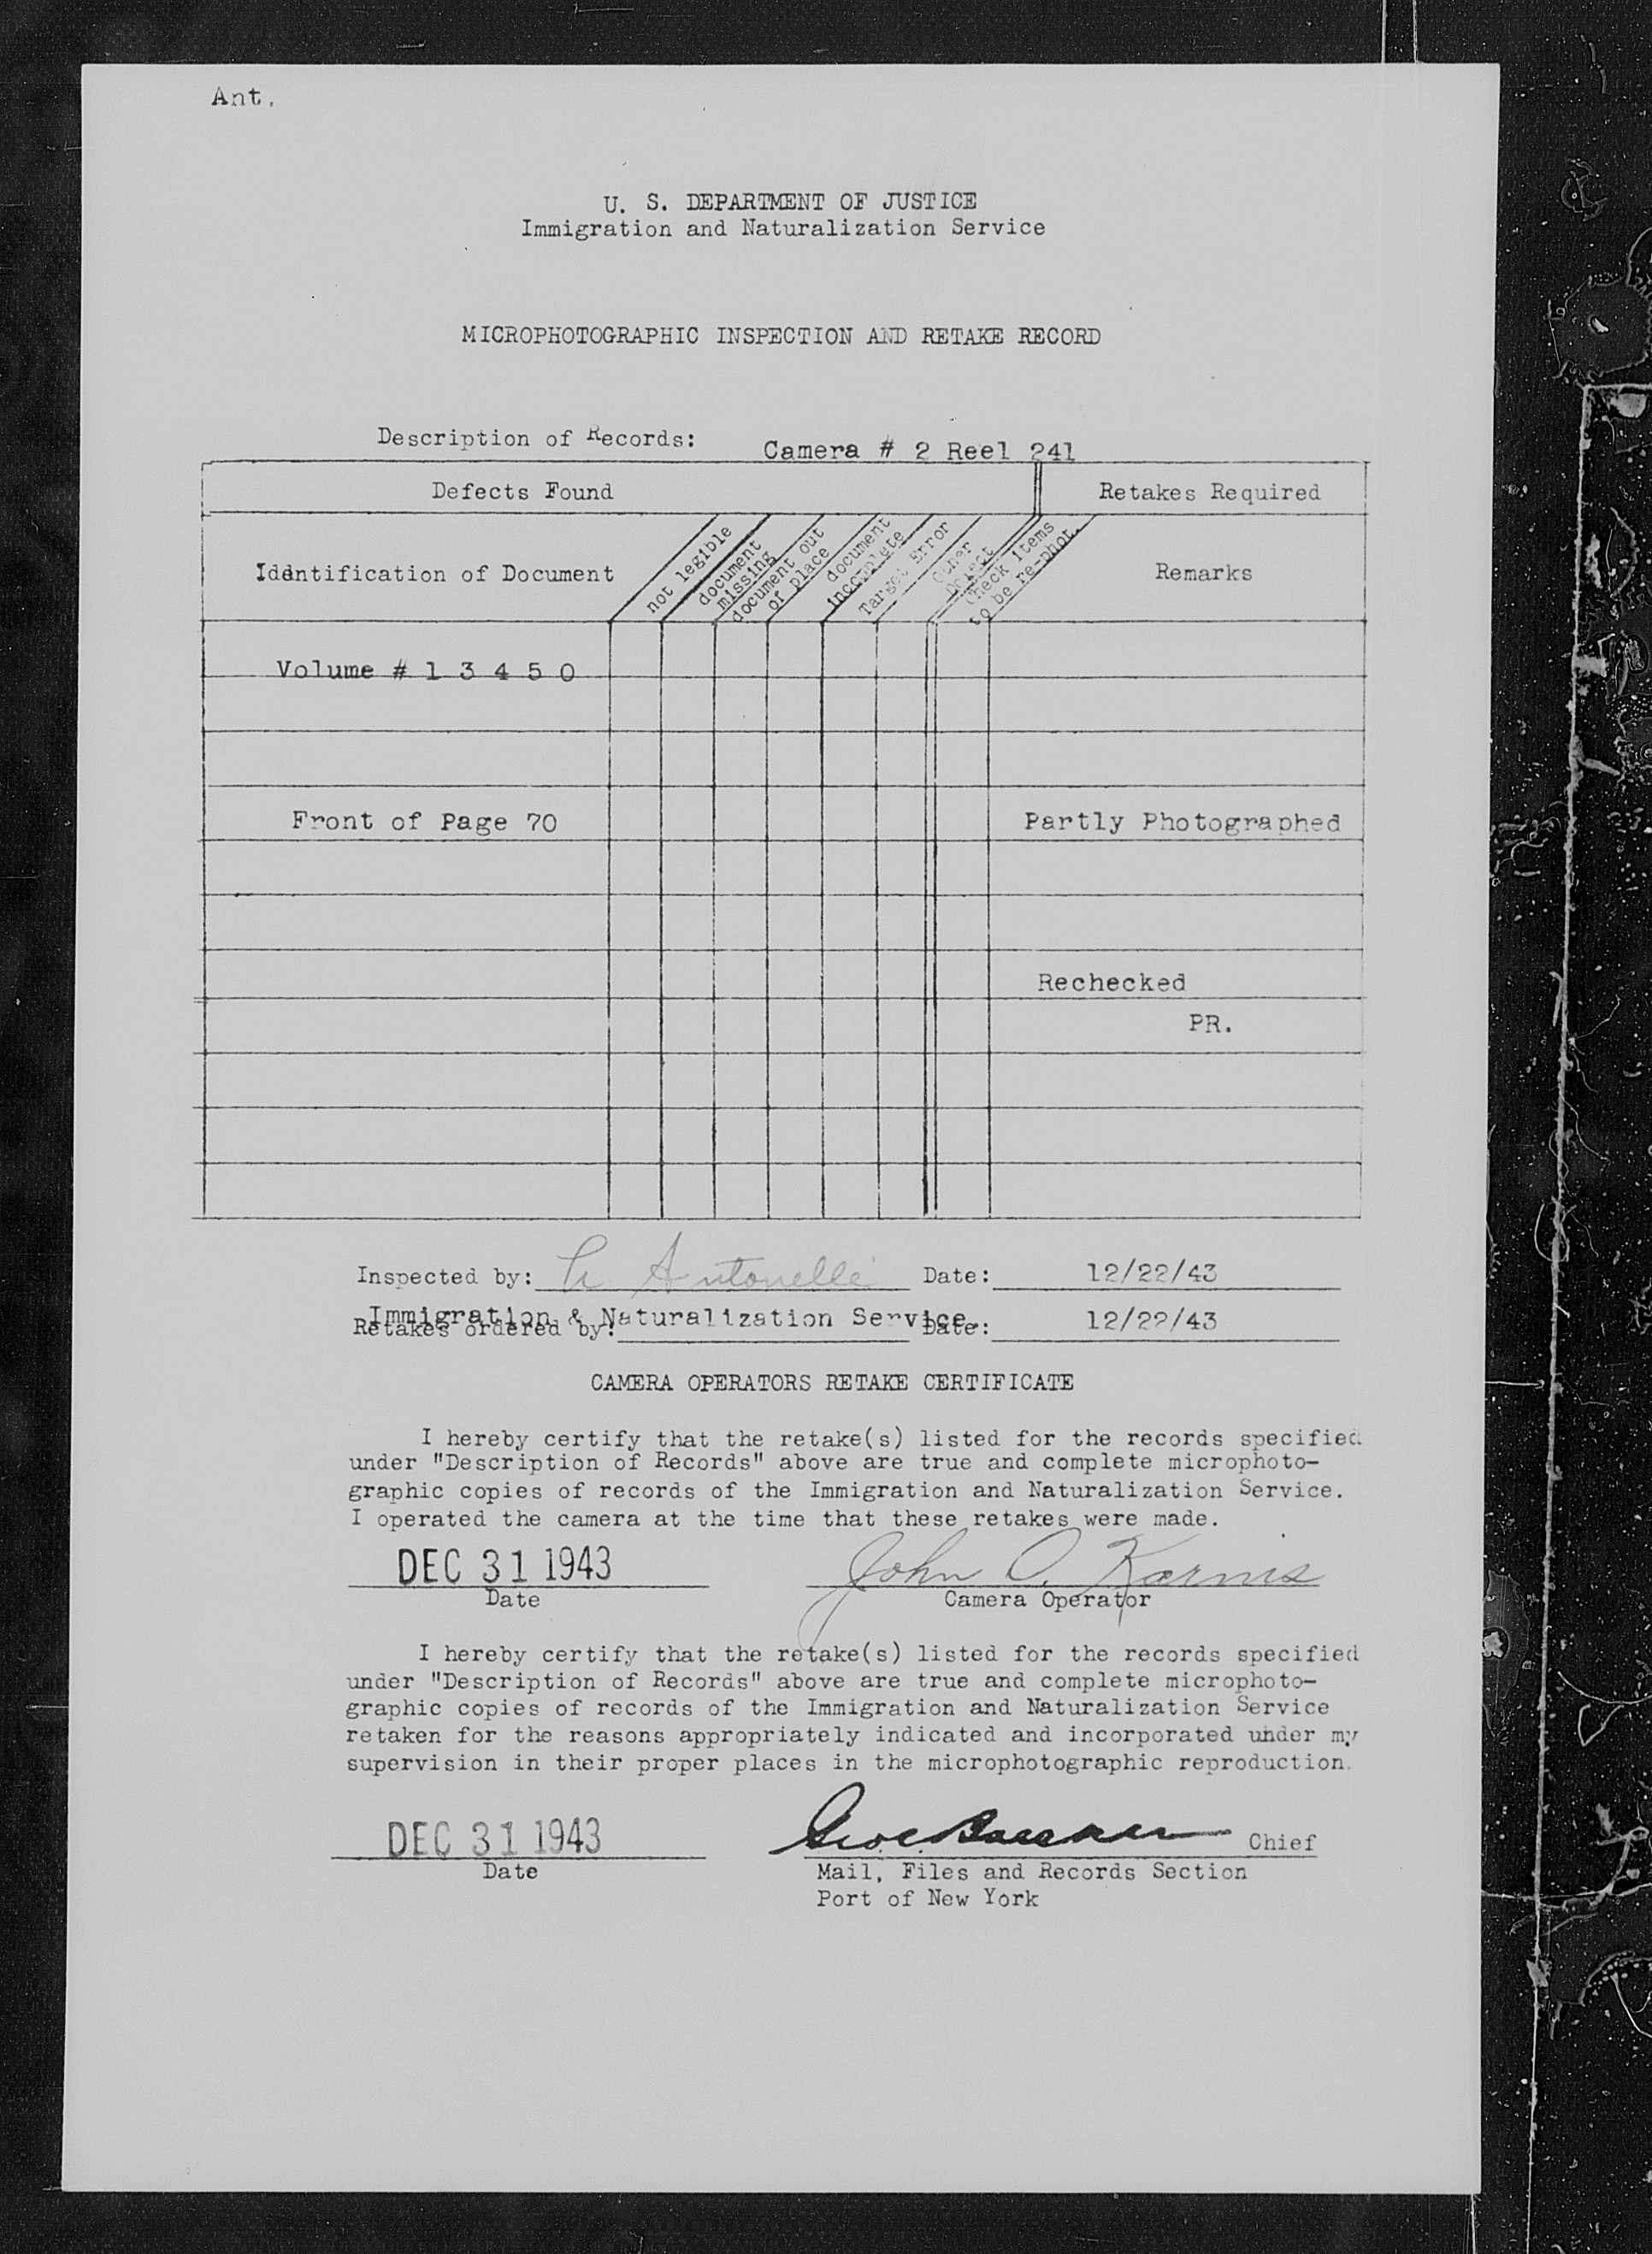 Ant.
U. S. DEPARTMENT OF JUSTICE
Immigration and Naturalization Service
MICROPHOTOGRAPHIC INSPECTION AND RETAKE RECORD
Description of Records: Camera # 2 Reel 241
Defects Found Retakes Required
Identification of Document
not legible
document
missing
document out
of place
document
incomplete
Target Error
Other
Defect
Check Items
to be re-phot.
Remarks
Volume # 1 3 4 5 0
Front of Page 70 Partly Photographed
Rechecked
PR.
Inspected by: Antonelli Date: 12/22/43
Immigration & Naturalization Service.
Retakes ordered by: Date: 12/22/43
CAMERA OPERATORS RETAKE CERTIFICATE
I hereby certify that the retake(s) listed for the records specified
under "Description of Records" above are true and complete microphoto-
graphic copies of records of the Immigration and Naturalization Service.
I operated the camera at the time that these retakes were made.
DEC 31 1943 John O. Karnis
Date Camera Operator
I hereby certify that the retake(s) listed for the records specified
under "Description of Records" above are true and complete microphoto-
graphic copies of records of the Immigration and Naturalization Service
retaken for the reasons appropriately indicated and incorporated under my
supervision in their proper places in the microphotographic reproduction.
DEC 31 1943 Chief
Date Mail, Files and Records Section
Port of New York